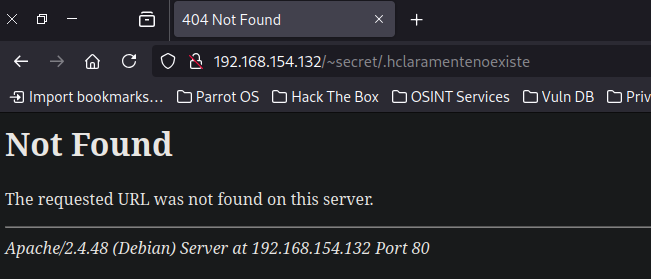 404 Not Found
192.168.154.132/~secret/.hclaramentenoexiste
Import bookmarks... Parrot OS Hack The Box OSINT Services Vuln DB Priv
Not Found
The requested URL was not found on this server.
Apache/2.4.48 (Debian) Server at 192.168.154.132 Port 80